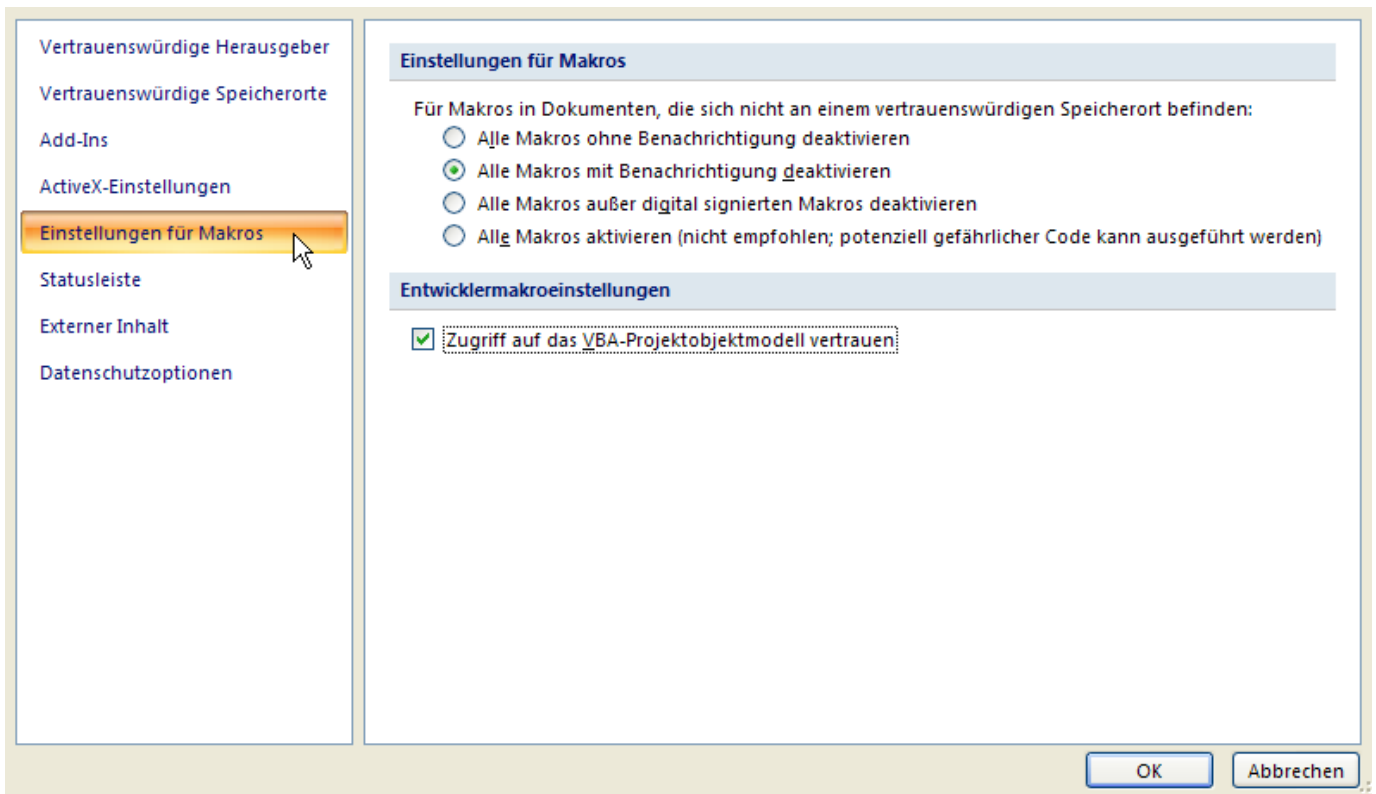 Vertrauenswürdige Herausgeber
Vertrauenswürdige Speicherorte
Add-Ins
ActiveX-Einstellungen
Einstellungen für Makros
Statusleiste
Externer Inhalt
Datenschutzoptionen
Einstellungen für Makros
Für Makros in Dokumenten, die sich nicht an einem vertrauenswürdigen Speicherort befinden:
Alle Makros ohne Benachrichtigung deaktivieren
Alle Makros mit Benachrichtigung deaktivieren
Alle Makros außer digital signierten Makros deaktivieren
Alle Makros aktivieren (nicht empfohlen; potenziell gefährlicher Code kann ausgeführt werden)
Entwicklermakroeinstellungen
Zugriff auf das VBA-Projektobjektmodell vertrauen
OK
Abbrechen